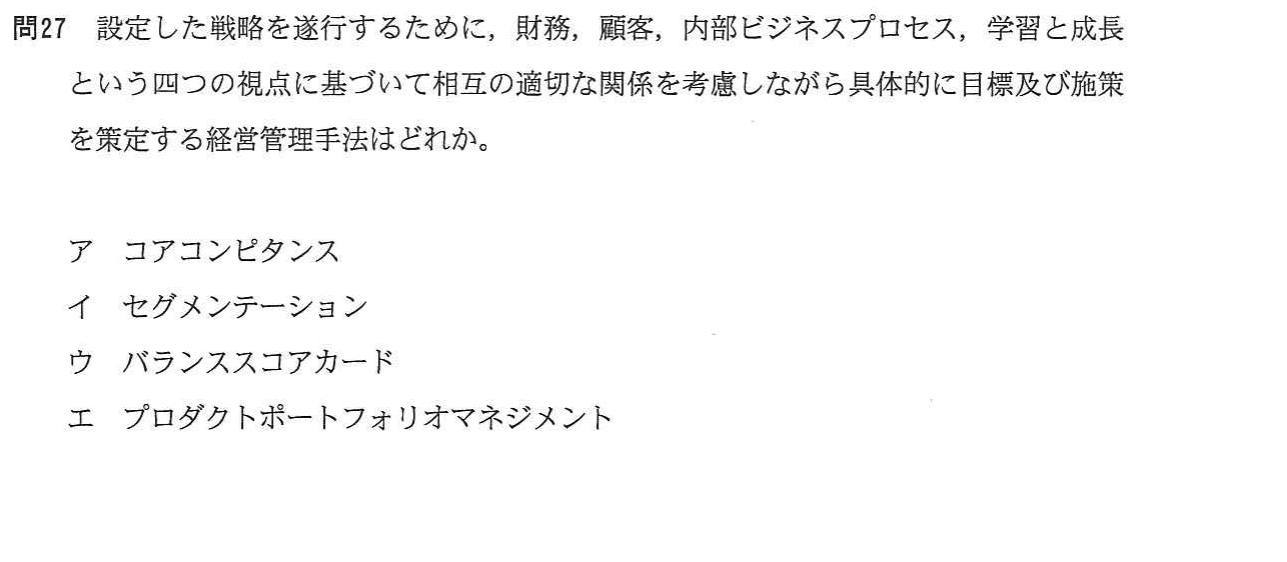 問27　設定した戦略を遂行するために，財務，顧客，内部ビジネスプロセス，学習と成長
という四つの視点に基づいて相互の適切な関係を考慮しながら具体的に目標及び施策
を策定する経営管理手法はどれか。
ア　コアコンピタンス
イ　セグメンテーション
ウ　バランススコアカード
エ　プロダクトポートフォリオマネジメント